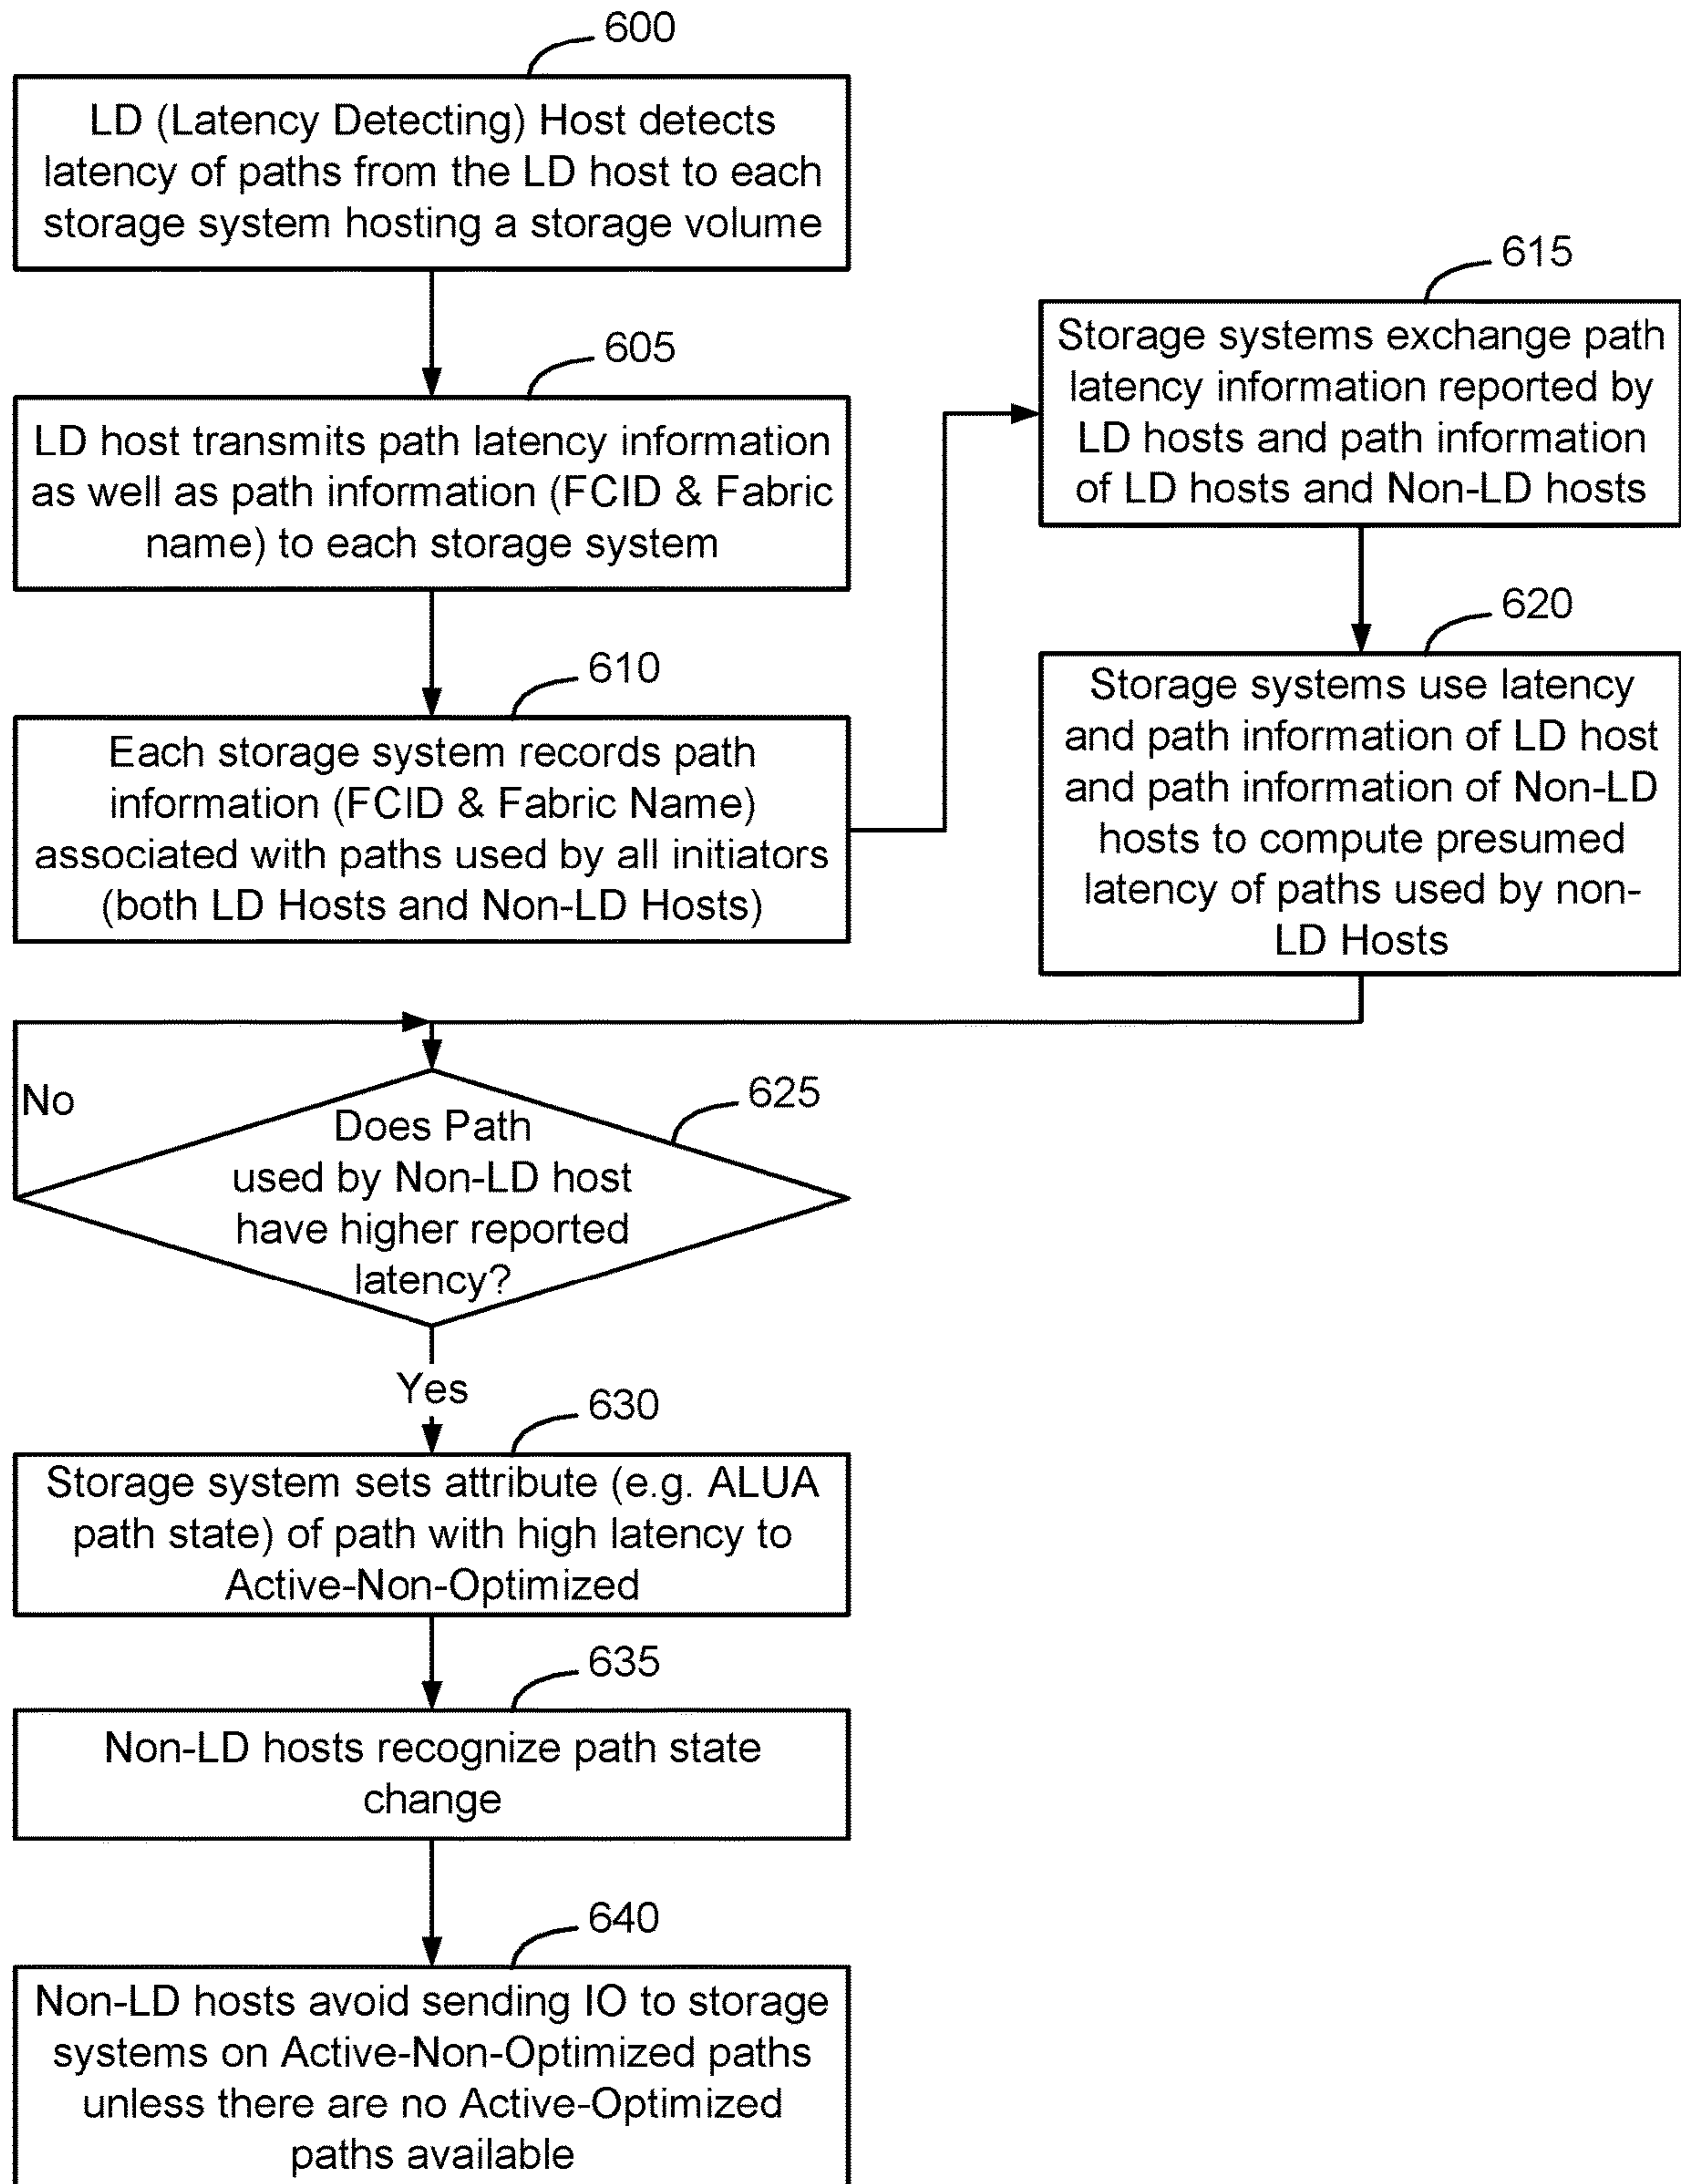 600
LD (Latency Detecting) Host detects
latency of paths from the LD host to each
storage system hosting a storage volume
605
LD host transmits path latency information
as well as path information (FCID & Fabric
name) to each storage system
610
Each storage system records path
information (FCID & Fabric Name)
associated with paths used by all initiators
(both LD Hosts and Non-LD Hosts)
615
Storage systems exchange path
latency information reported by
LD hosts and path information
of LD hosts and Non-LD hosts
620
Storage systems use latency
and path information of LD host
and path information of Non-LD
hosts to compute presumed
latency of paths used by non-
LD Hosts
No
625
Does Path
used by Non-LD host
have higher reported
latency?
Yes
630
Storage system sets attribute (e.g. ALUA
path state) of path with high latency to
Active-Non-Optimized
635
Non-LD hosts recognize path state
change
640
Non-LD hosts avoid sending IO to storage
systems on Active-Non-Optimized paths
unless there are no Active-Optimized
paths available